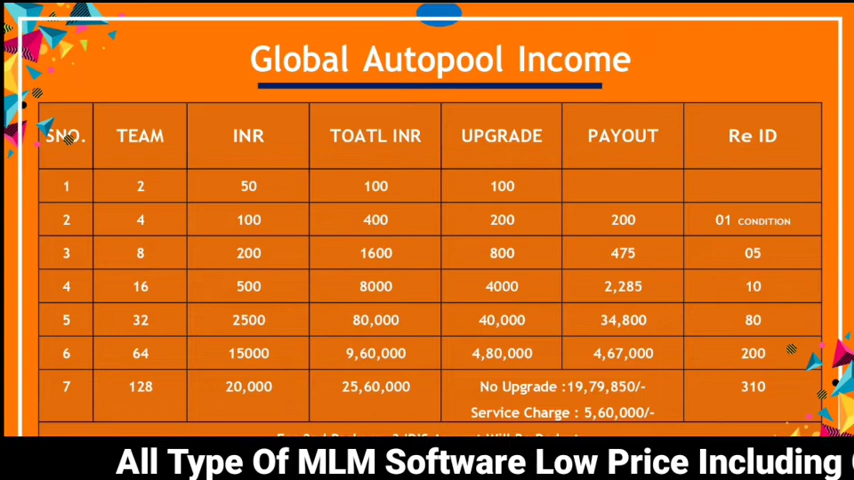 Global Autopool Income
SNO. TEAM INR TOATL INR UPGRADE PAYOUT Re ID
1 2 50 100 100
2 4 100 400 200 200 01 CONDITION
3 8 200 1600 800 475 05
4 16 500 8000 4000 2,285 10
5 32 2500 80,000 40,000 34,800 80
6 64 15000 9,60,000 4,80,000 4,67,000 200
7 128 20,000 25,60,000 No Upgrade :19,79,850/- 310
Service Charge : 5,60,000/-
All Type Of MLM Software Low Price Including